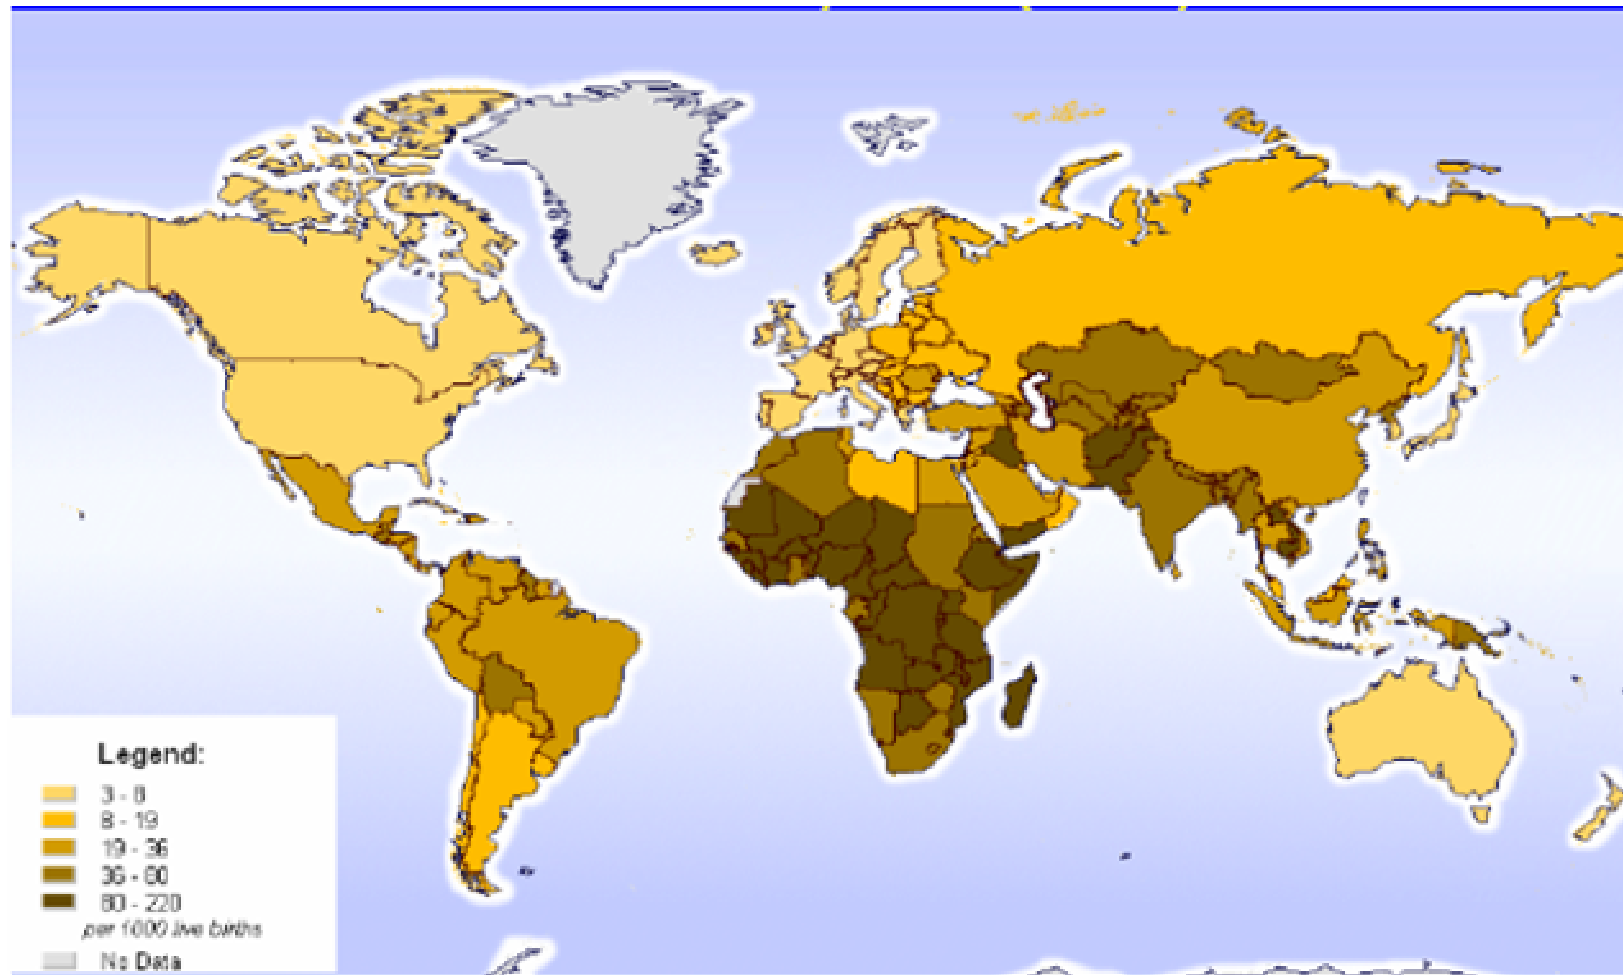 Legend:
3 - 8
8 - 19
19 - 36
36 - 80
80 - 220
per 1000 live births
No Data